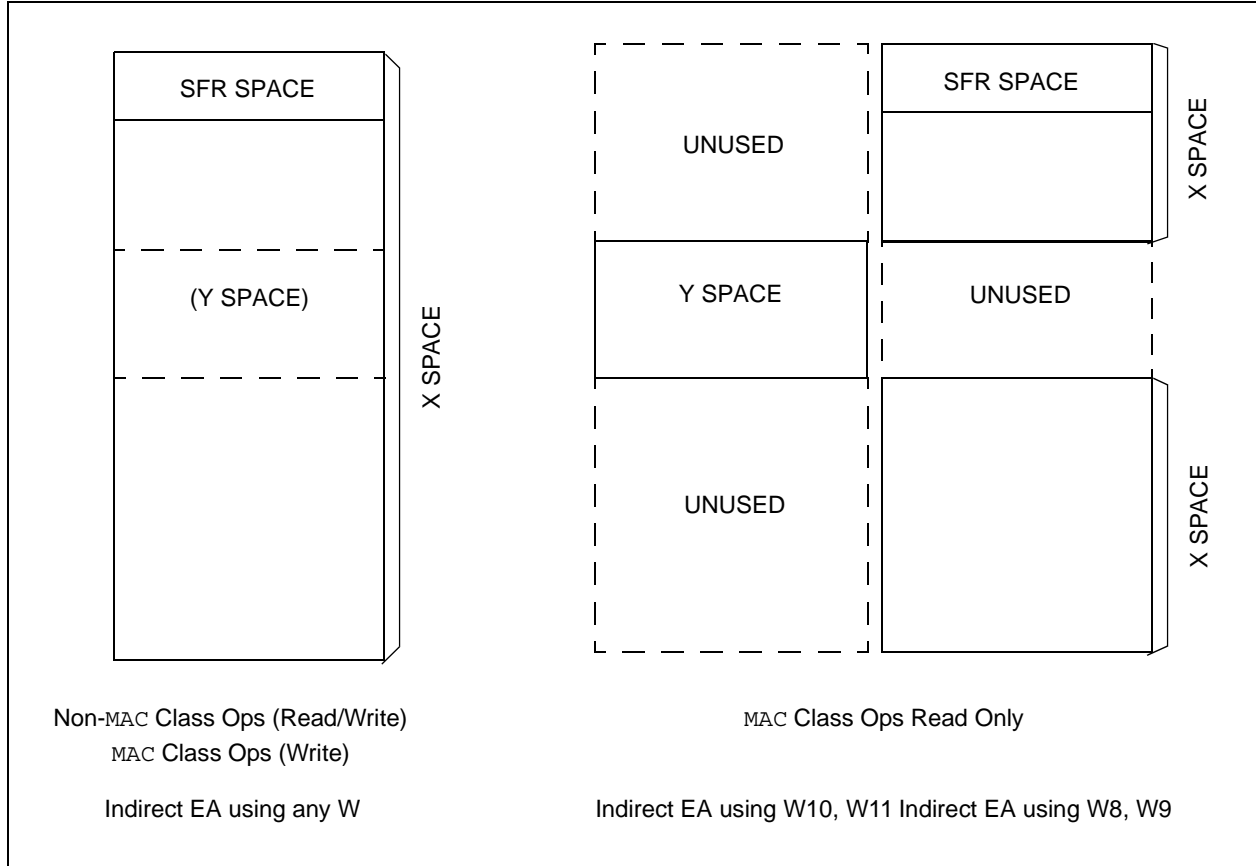 SFR SPACE
(Y SPACE)
X SPACE
UNUSED
Y SPACE
UNUSED
SFR SPACE
X SPACE
UNUSED
X SPACE
Non-MAC Class Ops (Read/Write)
MAC Class Ops (Write)
Indirect EA using any W
MAC Class Ops Read Only
Indirect EA using W10, W11 Indirect EA using W8, W9